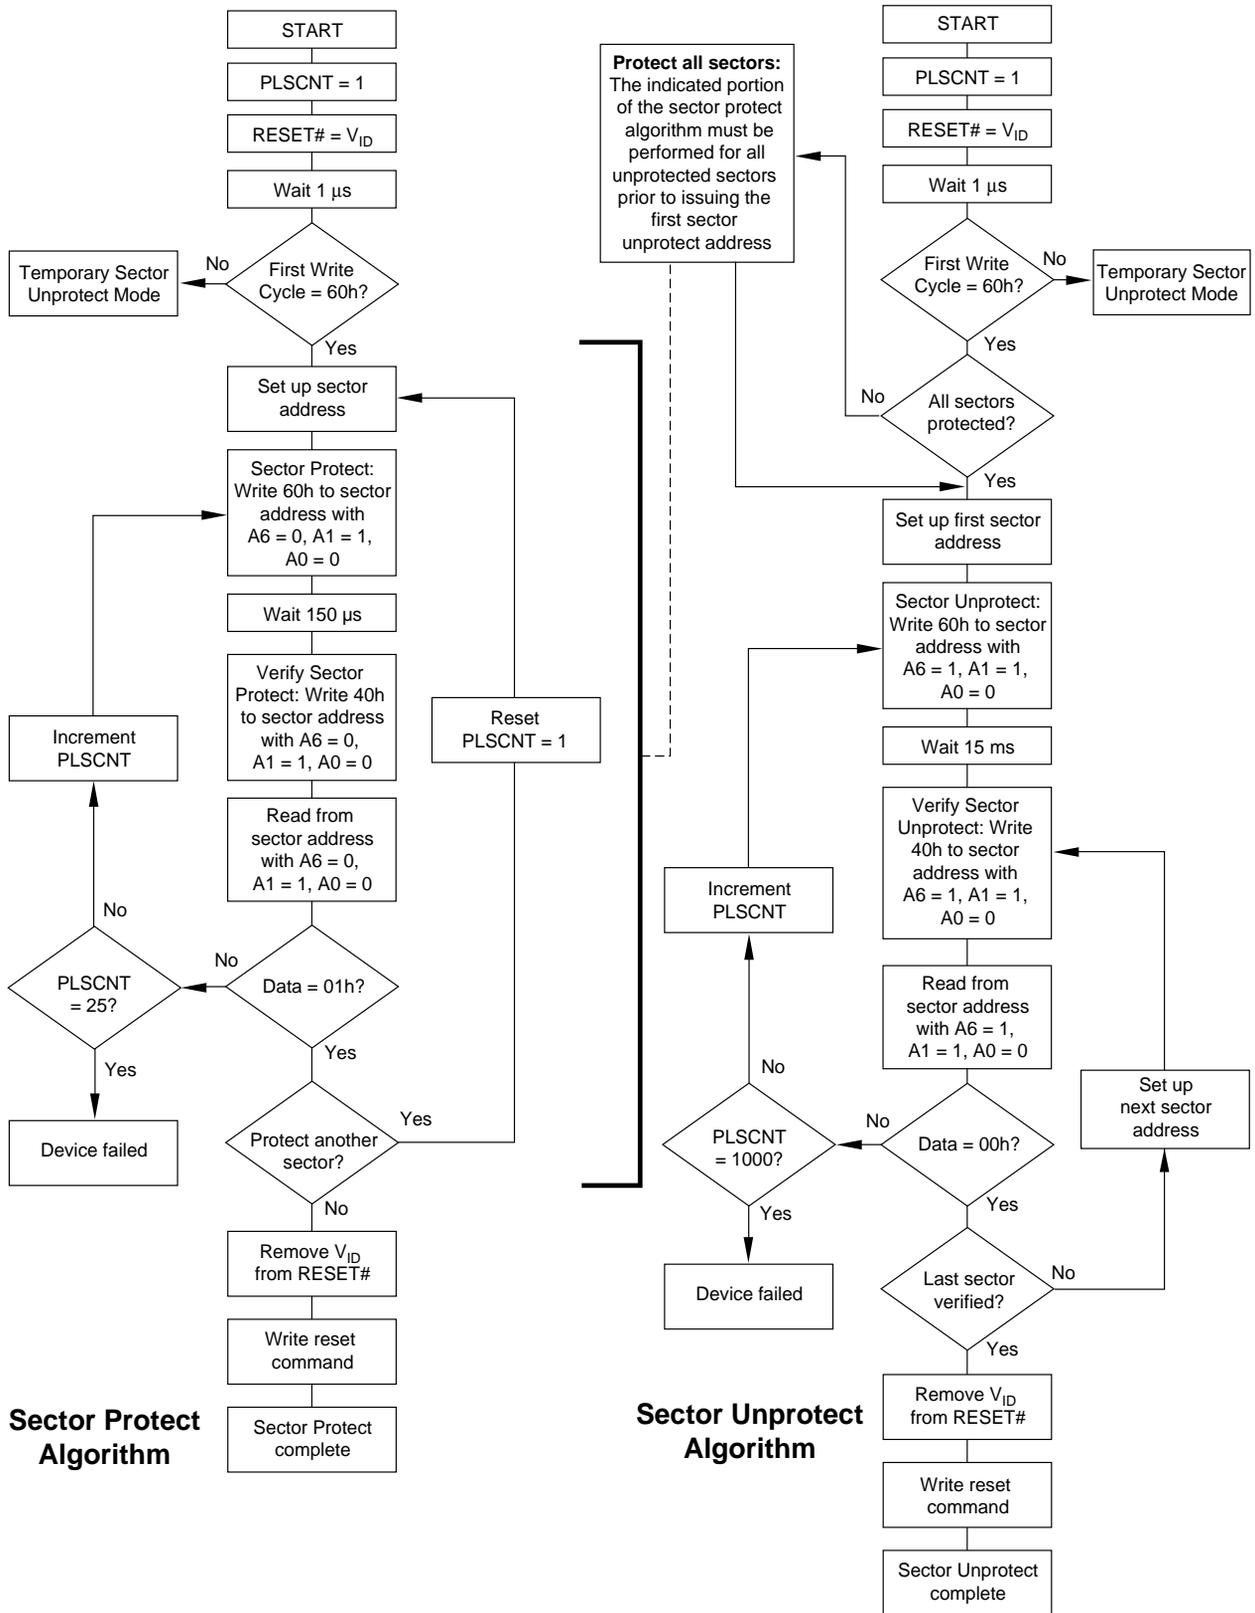 START
PLSCNT = 1
RESET# = VID
Wait 1 μs
First Write
Cycle = 60h?
No
Temporary Sector
Unprotect Mode
Yes
Set up sector
address
Sector Protect:
Write 60h to sector
address with
A6 = 0, A1 = 1,
A0 = 0
Wait 150 µs
Verify Sector
Protect: Write 40h
to sector address
with A6 = 0,
A1 = 1, A0 = 0
Reset
PLSCNT = 1
Increment
PLSCNT
Read from
sector address
with A6 = 0,
A1 = 1, A0 = 0
No
PLSCNT
= 25?
No
Data = 01h?
Yes
Yes
Device failed
Protect another
sector?
Yes
No
Remove VID
from RESET#
Write reset
command
Sector Protect
complete
Sector Protect
Algorithm
Protect all sectors:
The indicated portion
of the sector protect
algorithm must be
performed for all
unprotected sectors
prior to issuing the
first sector
unprotect address
START
PLSCNT = 1
RESET# = VID
Wait 1 μs
First Write
Cycle = 60h?
No
Temporary Sector
Unprotect Mode
Yes
No
All sectors
protected?
Yes
Set up first sector
address
Sector Unprotect:
Write 60h to sector
address with
A6 = 1, A1 = 1,
A0 = 0
Wait 15 ms
Verify Sector
Unprotect: Write
40h to sector
address with
A6 = 1, A1 = 1,
A0 = 0
Increment
PLSCNT
Read from
sector address
with A6 = 1,
A1 = 1, A0 = 0
No
PLSCNT
= 1000?
No
Data = 00h?
Set up
next sector
address
Yes
Yes
Device failed
Last sector
verified?
No
Yes
Remove VID
from RESET#
Write reset
command
Sector Unprotect
complete
Sector Unprotect
Algorithm